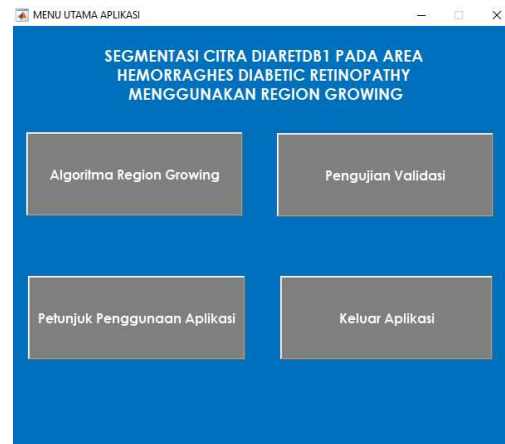 MENU UTAMA APLIKASI
SEGMENTASI CITRA DIARETDB1 PADA AREA
HEMORRAGHES DIABETIC RETINOPATHY
MENGGUNAKAN REGION GROWING
Algoritma Region Growing
Pengujian Validasi
Petunjuk Penggunaan Aplikasi
Keluar Aplikasi